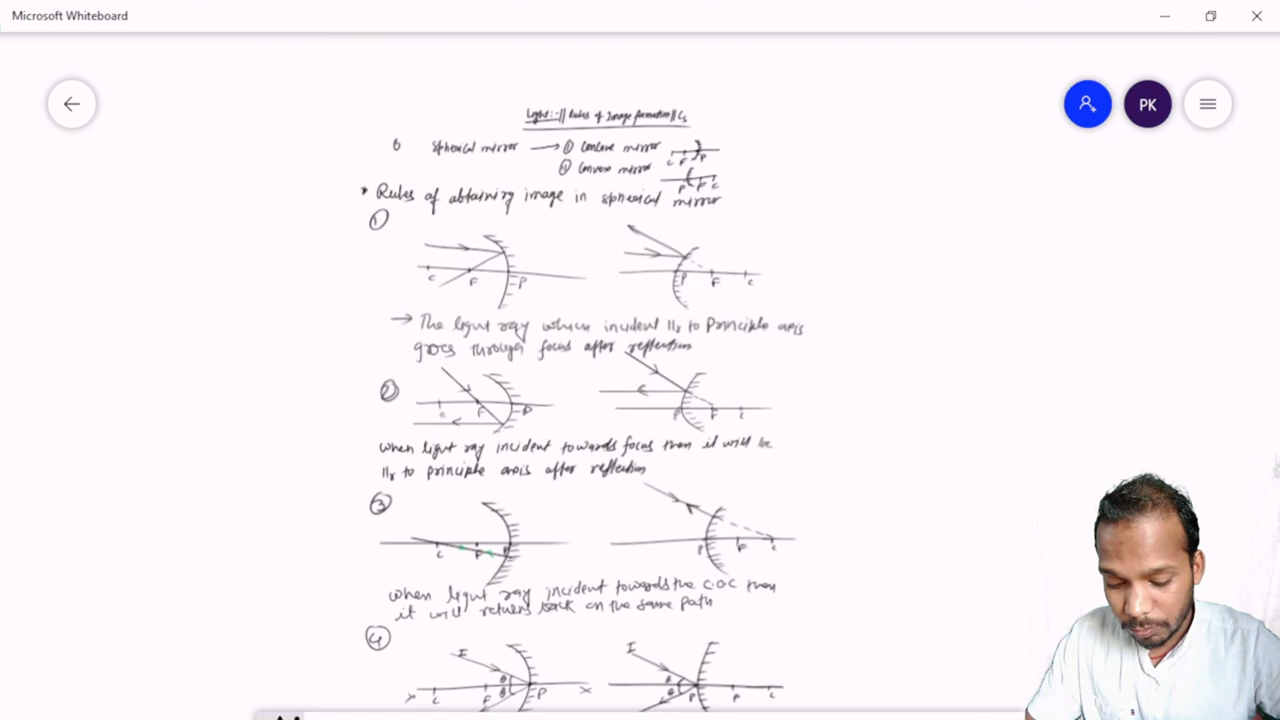 Microsoft Whiteboard
PK
Light:-|| Rules of Image formation||
Spherical mirror → ① Concave mirror
C F P
② Convex mirror
P F C
* Rules of obtaining image in spherical mirror
①
C F P
P F C
→ The light ray which incident ||r to Principle axis
goes through focus after reflection
②
C F P
P F C
when light ray incident towards focus then it will be
||r to principle axis after reflection
③
C F P
P F C
when light ray incident towards the C.O.C then
it will returns back on the same path
④
I θ θ C F P
I θ θ P F C